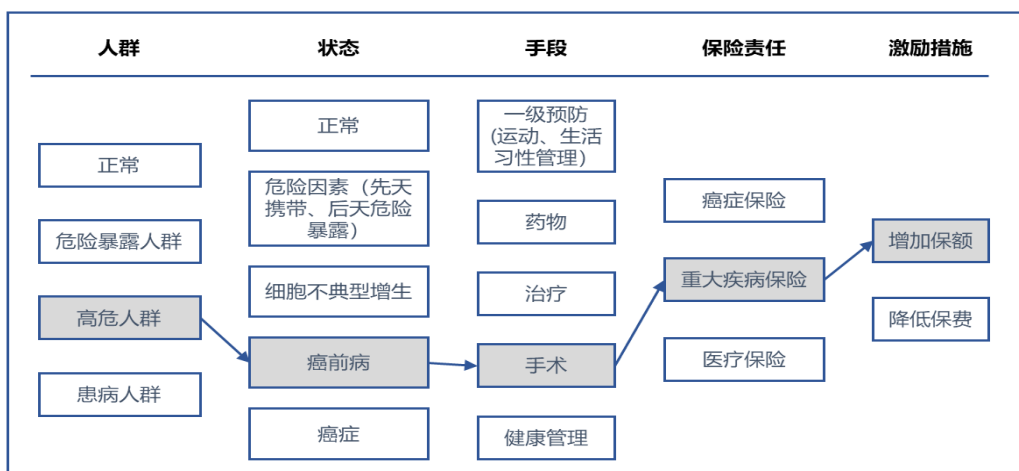 人群
状态
手段
保险责任
激励措施
正常
危险暴露人群
高危人群
患病人群
正常
危险因素（先天
携带、后天危险
暴露）
细胞不典型增生
癌前病
癌症
一级预防
(运动、生活
习性管理）
药物
治疗
手术
健康管理
癌症保险
重大疾病保险
医疗保险
增加保额
降低保费